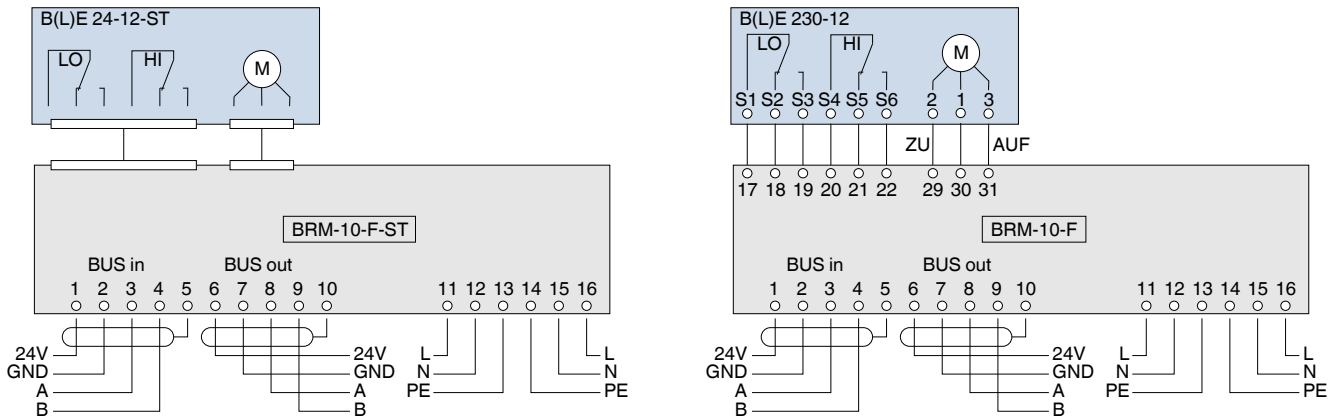 B(L)E 24-12-ST
LO HI M
BRM-10-F-ST
BUS in BUS out
1 2 3 4 5 6 7 8 9 10 11 12 13 14 15 16
24V 24V L L
GND GND N N
A A PE PE
B B
B(L)E 230-12
LO HI M
S1 S2 S3 S4 S5 S6 2 1 3
ZU AUF
17 18 19 20 21 22 29 30 31
BRM-10-F
BUS in BUS out
1 2 3 4 5 6 7 8 9 10 11 12 13 14 15 16
24V 24V L L
GND GND N N
A A PE PE
B B